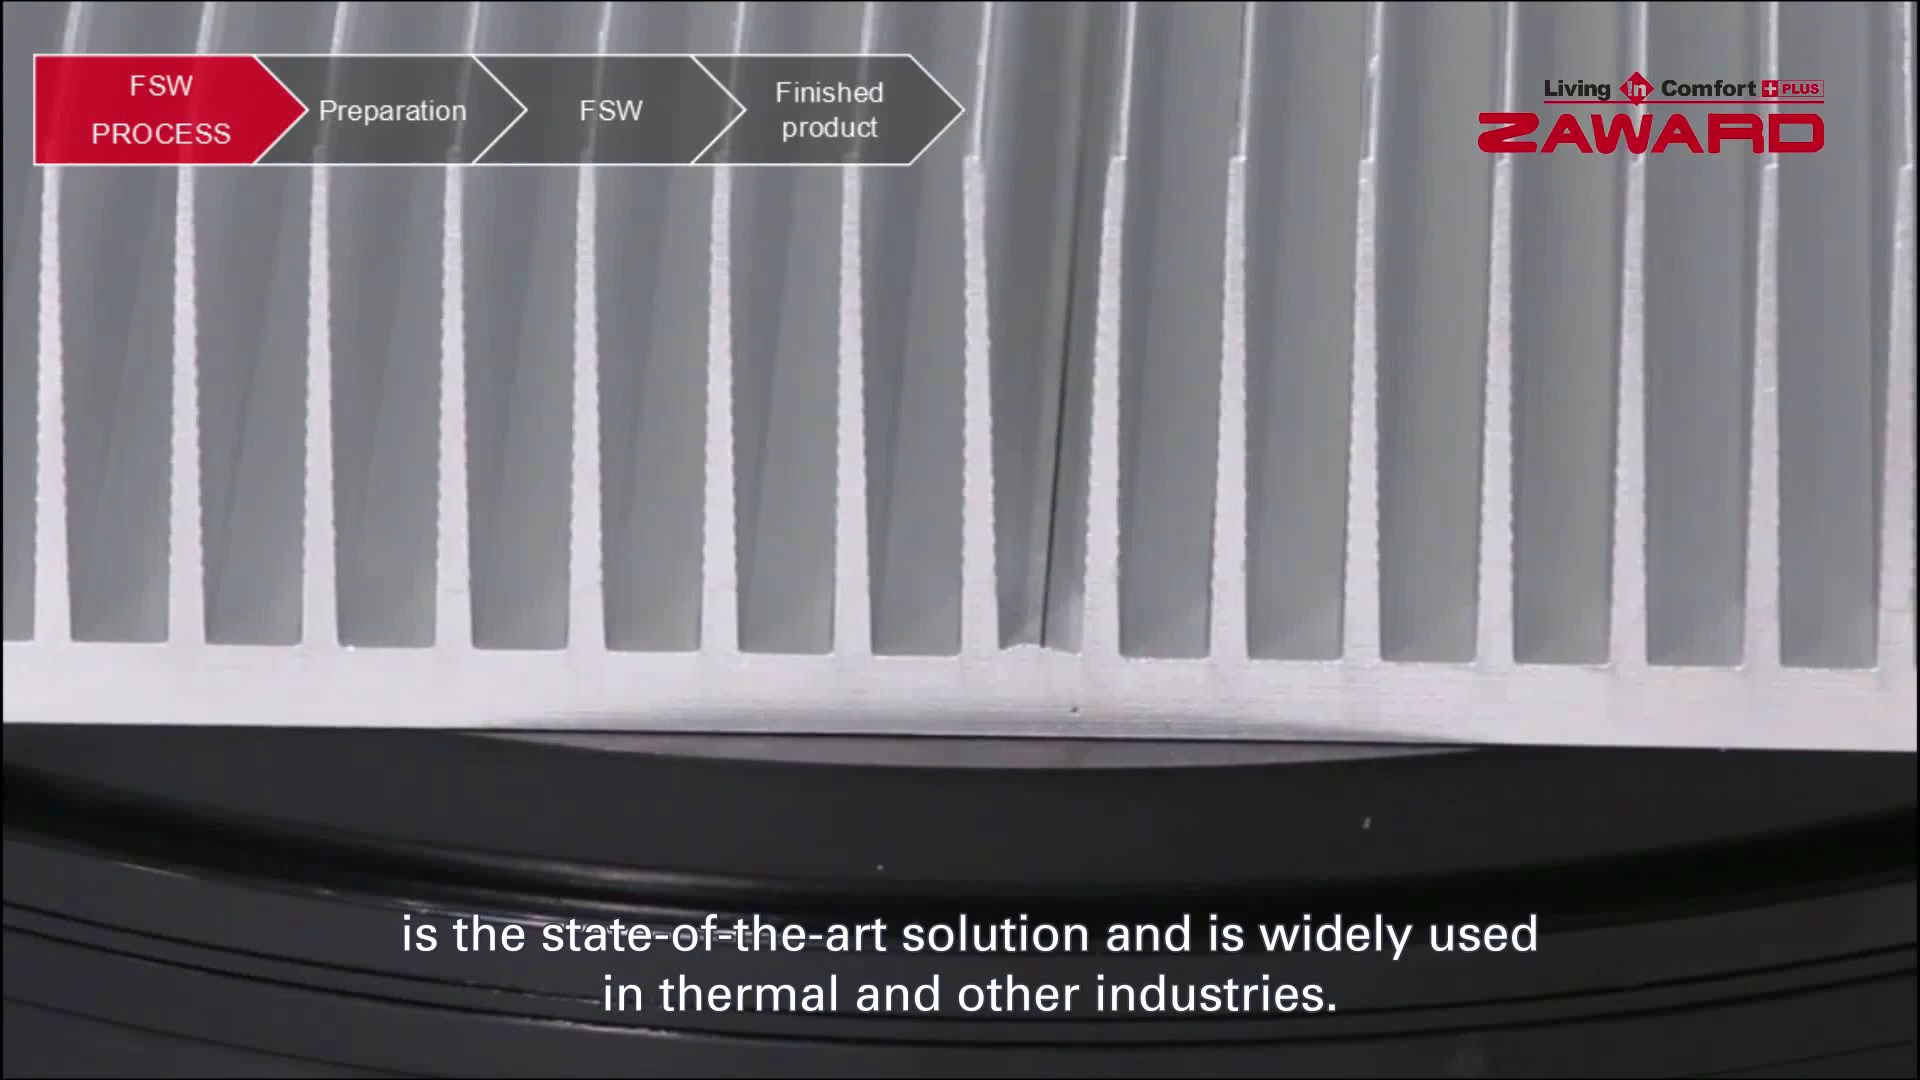 FSW
PROCESS
Preparation
FSW
Finished
product
Living In Comfort + PLUS
ZAWARD
is the state-of-the-art solution and is widely used
in thermal and other industries.